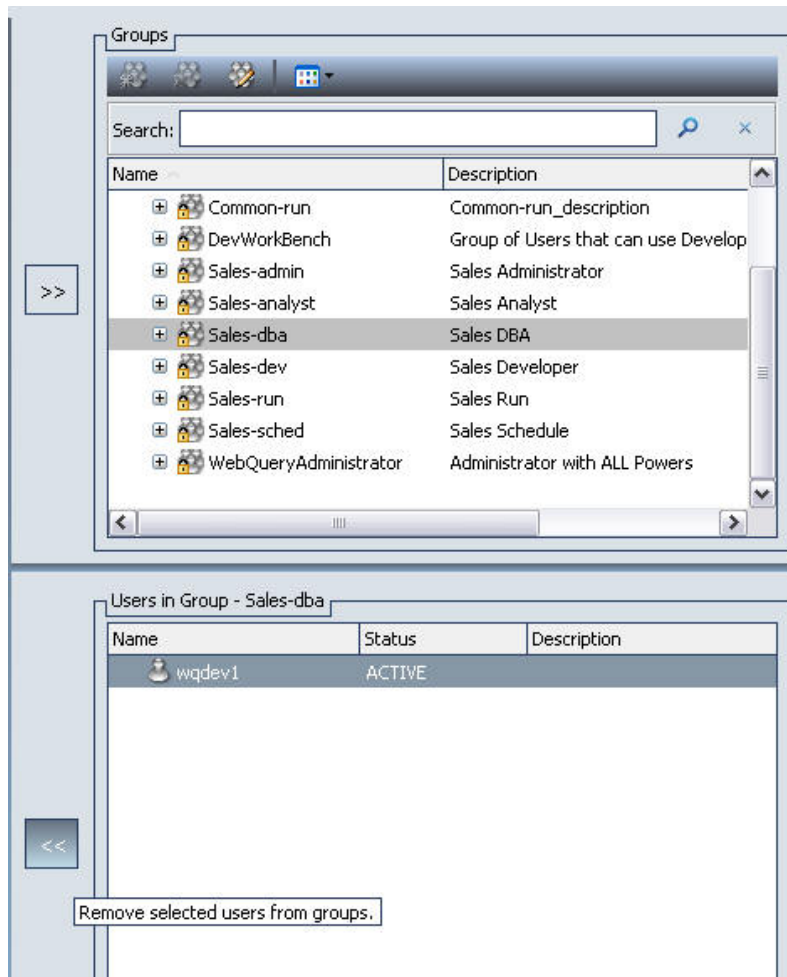 Groups
Search:
Name Description
Common-run Common-run_description
DevWorkBench Group of Users that can use Develop
Sales-admin Sales Administrator
>>
Sales-analyst Sales Analyst
Sales-dba Sales DBA
Sales-dev Sales Developer
Sales-run Sales Run
Sales-sched Sales Schedule
WebQueryAdministrator Administrator with ALL Powers
Users in Group - Sales-dba
Name Status Description
wqdev1 ACTIVE
<<
Remove selected users from groups.